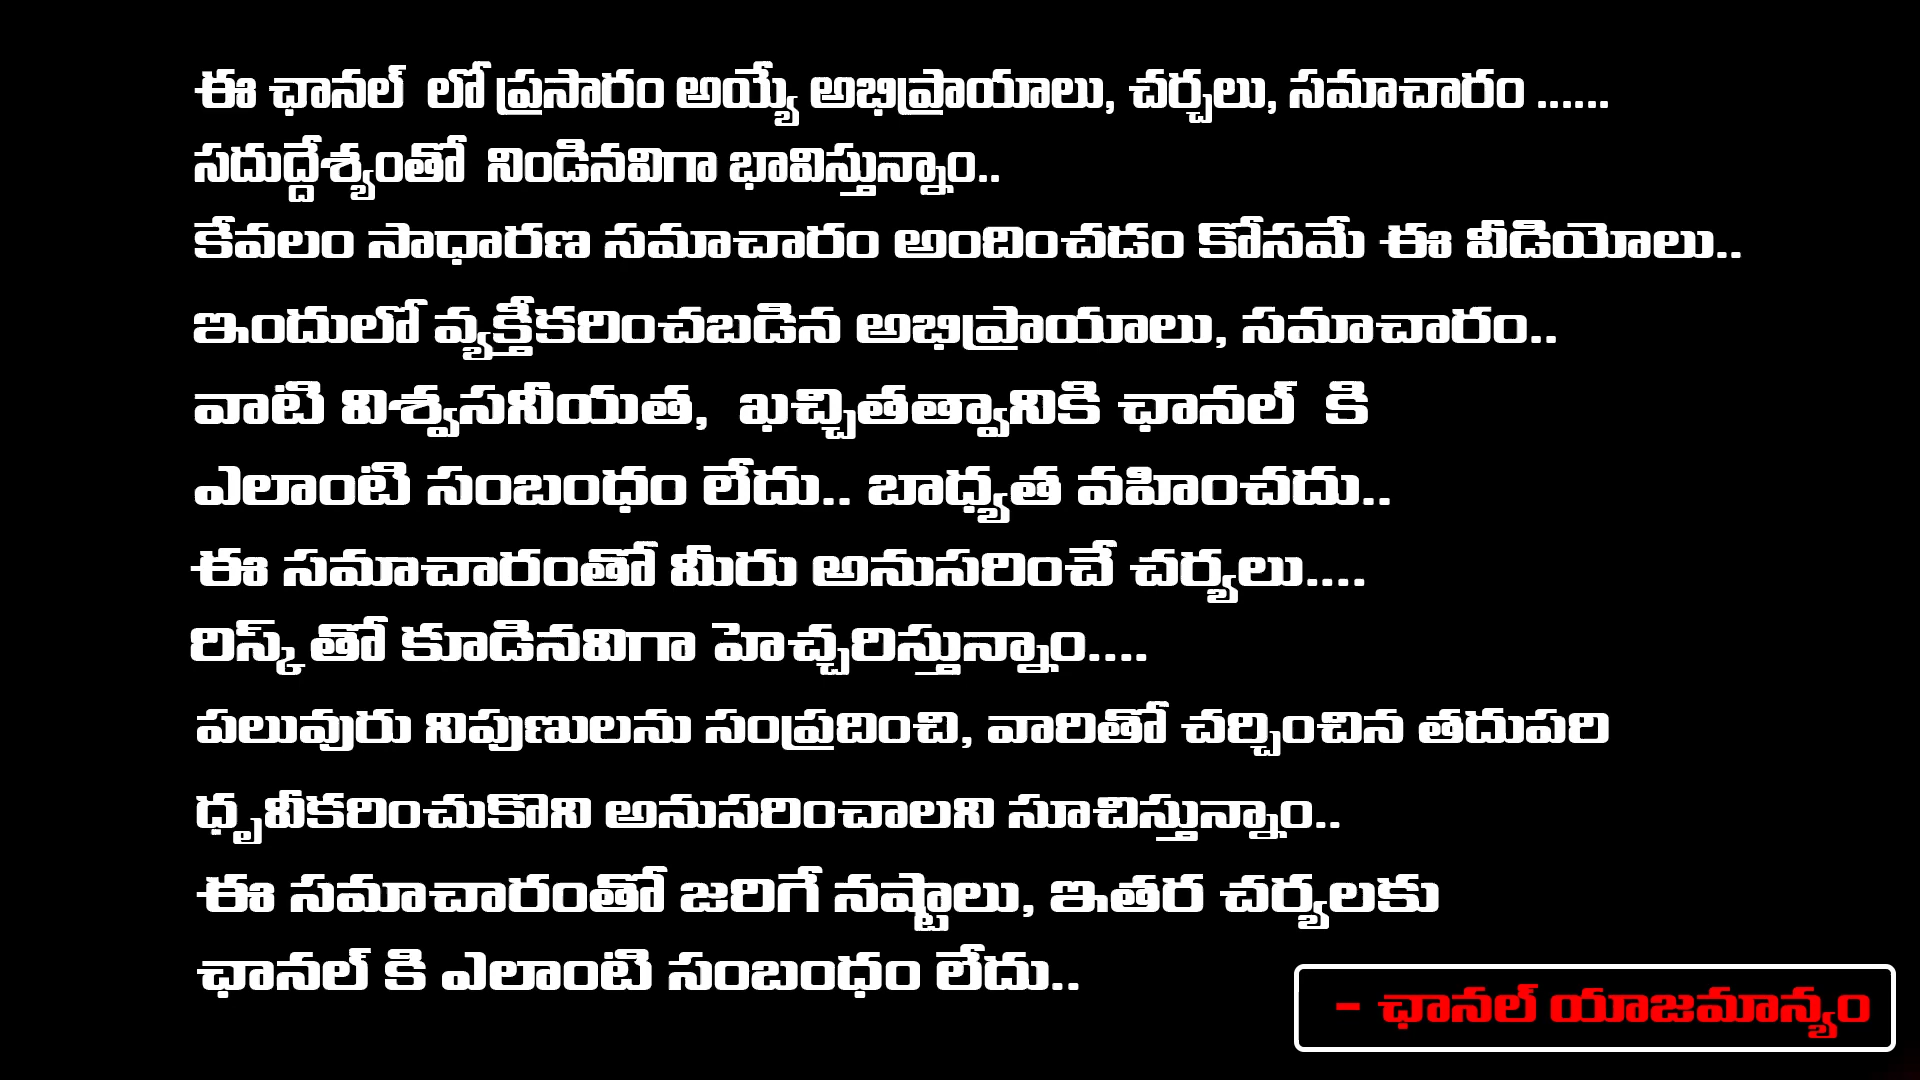 ఈ ఛానల్ లో ప్రసారం అయ్యే అభిప్రాయాలు, చర్చలు, సమాచారం ......
సదుద్దేశ్యంతో నిండినవిగా భావిస్తున్నాం..
కేవలం సాధారణ సమాచారం అందించడం కోసమే ఈ వీడియోలు..
ఇందులో వ్యక్తీకరించబడిన అభిప్రాయాలు, సమాచారం..
వాటి విశ్వసనీయత, ఖచ్చితత్వానికి ఛానల్ కి
ఎలాంటి సంబంధం లేదు.. బాధ్యత వహించదు..
ఈ సమాచారంతో మీరు అనుసరించే చర్యలు....
రిస్క్ తో కూడినవిగా హెచ్చరిస్తున్నాం....
పలువురు నిపుణులను సంప్రదించి, వారితో చర్చించిన తదుపరి
ధృవీకరించుకొని అనుసరించాలని సూచిస్తున్నాం..
ఈ సమాచారంతో జరిగే నష్టాలు, ఇతర చర్యలకు
ఛానల్ కి ఎలాంటి సంబంధం లేదు..
- ఛానల్ యాజమాన్యం